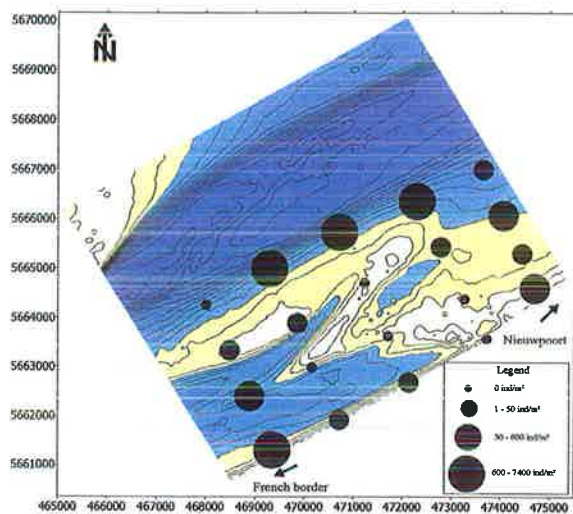 5670000
5669000
5668000
5667000
5666000
5665000
5664000
5663000
5662000
5661000
N
Nieuwpoort
Legend
0 ind/m²
1 - 50 ind/m²
50 - 600 ind/m²
600 - 7400 ind/m²
French border
465000 466000 467000 468000 469000 470000 471000 472000 473000 474000 475000